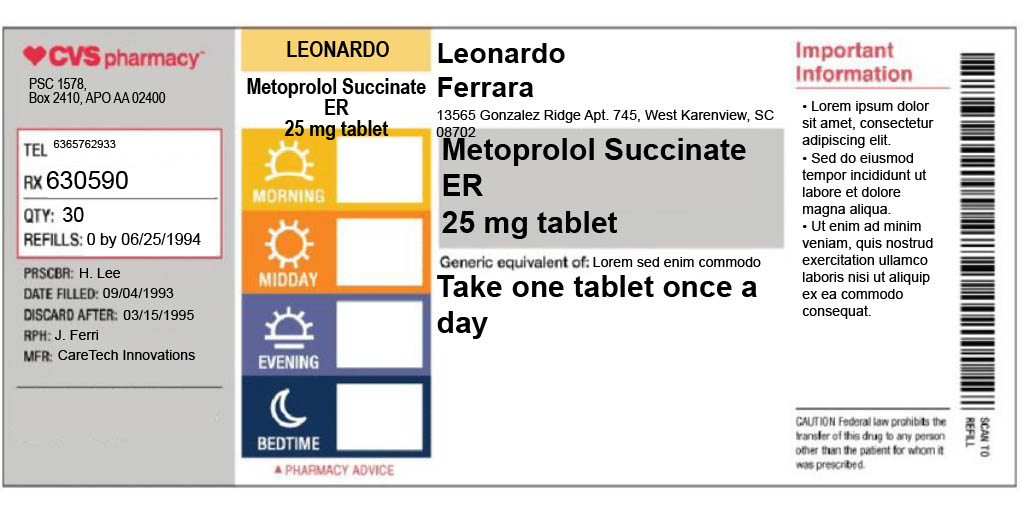 CVS pharmacy
PSC 1578,
Box 2410, APO AA 02400
TEL 6365762933
RX 630590
QTY: 30
REFILLS: 0 by 06/25/1994
PRSCBR: H. Lee
DATE FILLED: 09/04/1993
DISCARD AFTER: 03/15/1995
RPH: J. Ferri
MFR: CareTech Innovations
LEONARDO
Metoprolol Succinate
ER
25 mg tablet
MORNING
MIDDAY
EVENING
BEDTIME
▲ PHARMACY ADVICE
Leonardo
Ferrara
13565 Gonzalez Ridge Apt. 745, West Karenview, SC
08702
Metoprolol Succinate
ER
25 mg tablet
Generic equivalent of: Lorem sed enim commodo
Take one tablet once a
day
Important
Information
• Lorem ipsum dolor
sit amet, consectetur
adipiscing elit.
• Sed do eiusmod
tempor incididunt ut
labore et dolore
magna aliqua.
• Ut enim ad minim
veniam, quis nostrud
exercitation ullamco
laboris nisi ut aliquip
ex ea commodo
consequat.
CAUTION Federal law prohibits the
transfer of this drug to any person
other than the patient for whom it
was prescribed.
SCAN TO
REFILL